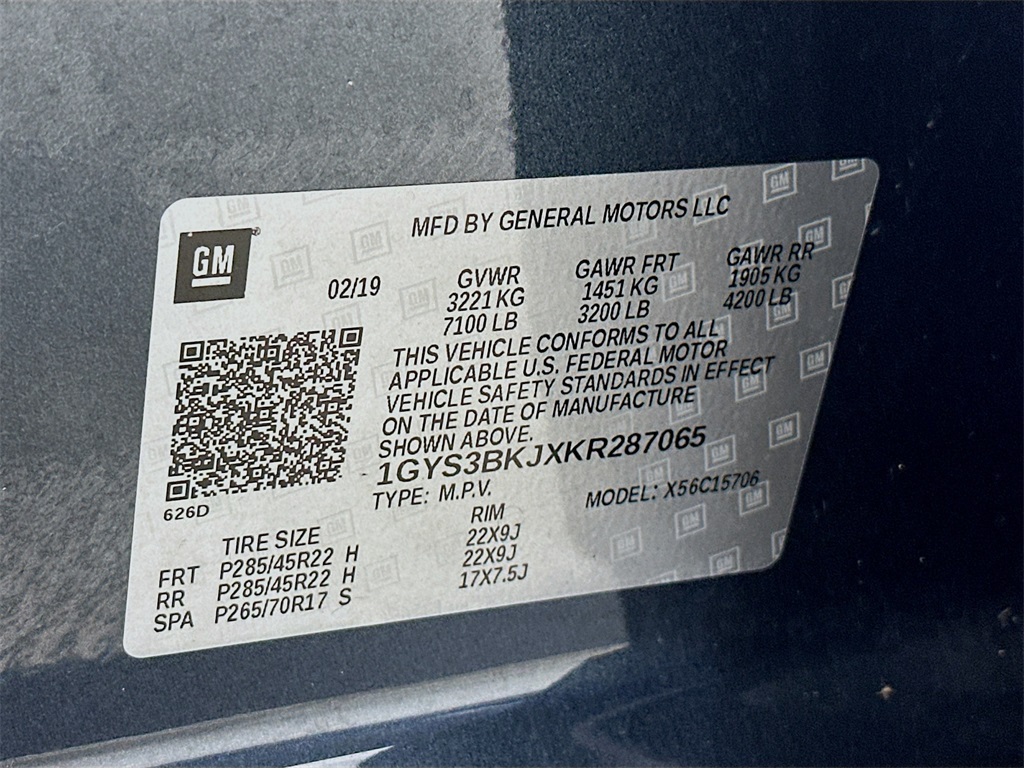 MFD BY GENERAL MOTORS LLC
GM®
02/19
GVWR
3221 KG
7100 LB
GAWR FRT
1451 KG
3200 LB
GAWR RR
1905 KG
4200 LB
THIS VEHICLE CONFORMS TO ALL
APPLICABLE U.S. FEDERAL MOTOR
VEHICLE SAFETY STANDARDS IN EFFECT
ON THE DATE OF MANUFACTURE
SHOWN ABOVE.
1GYS3BKJXKR287065
TYPE: M.P.V. MODEL: X56C15706
626D
TIRE SIZE RIM
FRT P285/45R22 H 22X9J
RR P285/45R22 H 22X9J
SPA P265/70R17 S 17X7.5J